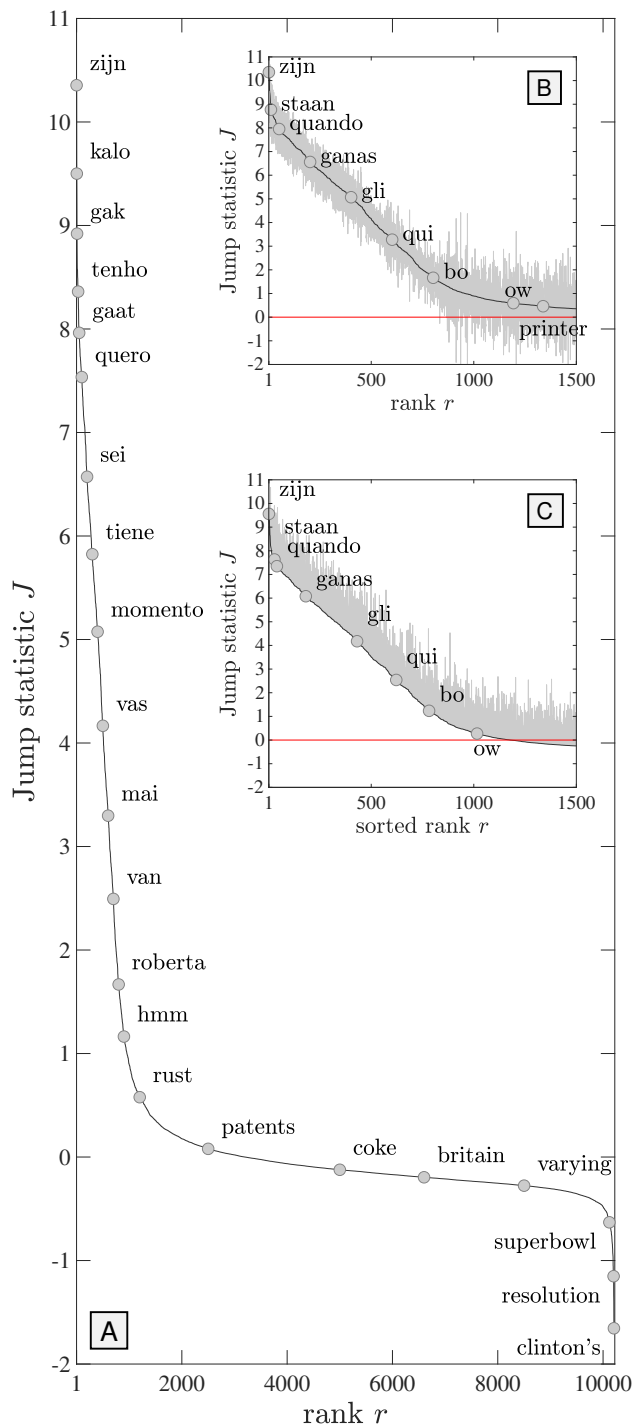 11
10
9
8
7
6
5
4
3
2
1
0
-1
-2
Jump statistic J
zijn
kalo
gak
tenho
gaat
quero
sei
tiene
momento
vas
mai
van
roberta
hmm
rust
patents
coke
britain
varying
superbowl
resolution
clinton's
A
1 2000 4000 6000 8000 10000
rank r
11
10
9
8
7
6
5
4
3
2
1
0
-1
-2
Jump statistic J
B
zijn
staan
quando
ganas
gli
qui
bo
ow
printer
1 500 1000 1500
rank r
11
10
9
8
7
6
5
4
3
2
1
0
-1
-2
Jump statistic J
C
zijn
staan
quando
ganas
gli
qui
bo
ow
1 500 1000 1500
sorted rank r